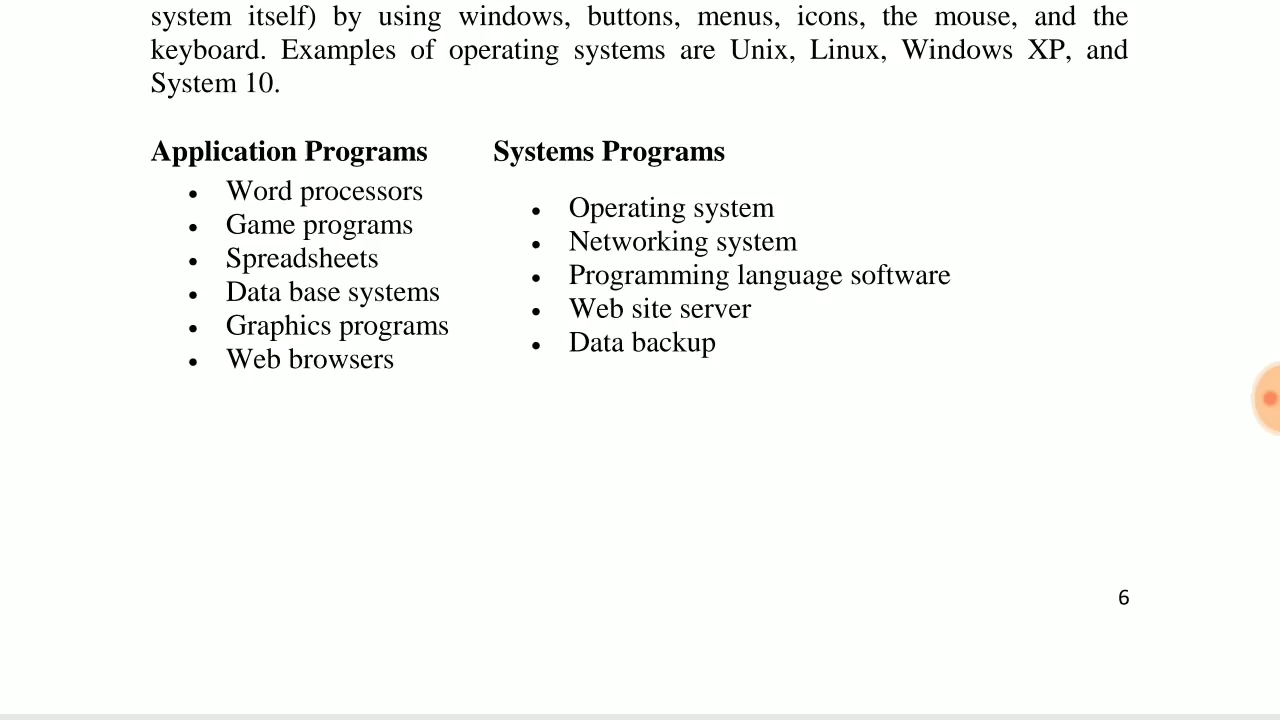 system itself) by using windows, buttons, menus, icons, the mouse, and the
keyboard. Examples of operating systems are Unix, Linux, Windows XP, and
System 10.
Application Programs
• Word processors
• Game programs
• Spreadsheets
• Data base systems
• Graphics programs
• Web browsers
Systems Programs
• Operating system
• Networking system
• Programming language software
• Web site server
• Data backup
6